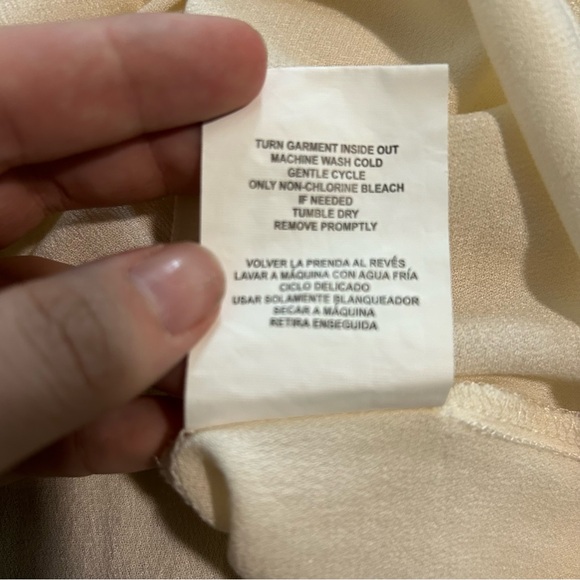 TURN GARMENT INSIDE OUT
MACHINE WASH COLD
GENTLE CYCLE
ONLY NON-CHLORINE BLEACH
IF NEEDED
TUMBLE DRY
REMOVE PROMPTLY
VOLVER LA PRENDA AL REVÉS
LAVAR A MÁQUINA CON AGUA FRÍA
CICLO DELICADO
USAR SOLAMENTE BLANQUEADOR
SECAR A MÁQUINA
RETIRA ENSEGUIDA